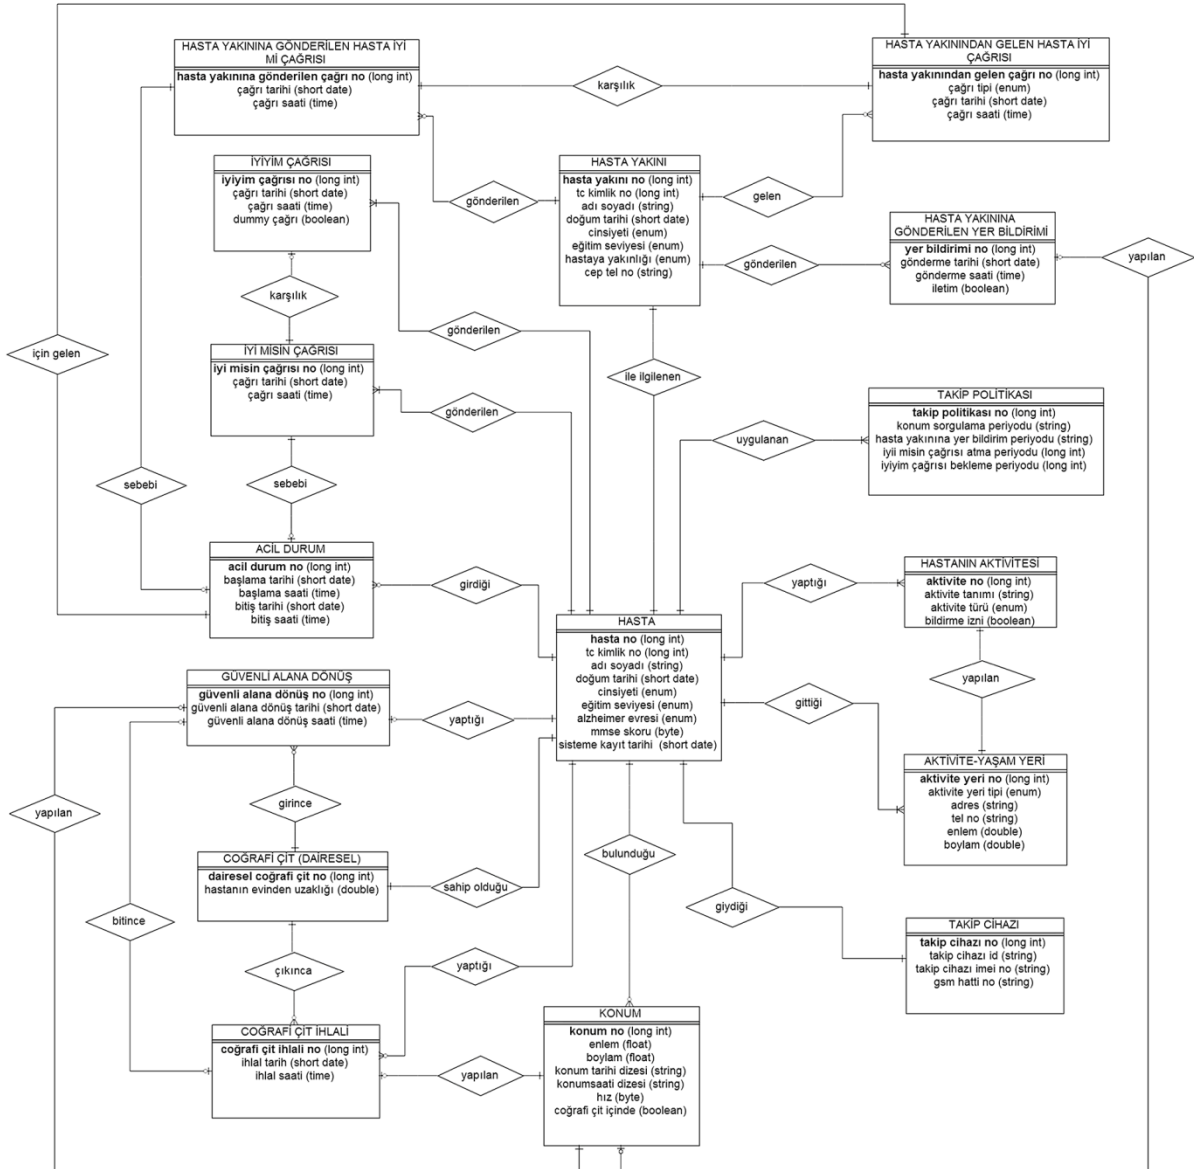 HASTA YAKININA GÖNDERİLEN HASTA İYİ
Mİ ÇAĞRISI
hasta yakınına gönderilen çağrı no (long int)
çağrı tarihi (short date)
çağrı saati (time)
karşılık
HASTA YAKINından GELEN HASTA İYİ
ÇAĞRISI
hasta yakınından gelen çağrı no (long int)
çağrı tipi (enum)
çağrı tarihi (short date)
çağrı saati (time)
İYİYİM ÇAĞRISI
iyiyim çağrısı no (long int)
çağrı tarihi (short date)
çağrı saati (time)
dummy çağrı (boolean)
gönderilen
HASTA YAKINI
hasta yakını no (long int)
tc kimlik no (long int)
adı soyadı (string)
doğum tarihi (short date)
cinsiyeti (enum)
eğitim seviyesi (enum)
hastaya yakınlığı (enum)
cep tel no (string)
gelen
gönderilen
HASTA YAKININA
GÖNDERİLEN YER BİLDİRİMİ
yer bildirimi no (long int)
gönderme tarihi (short date)
gönderme saati (time)
iletim (boolean)
yapılan
karşılık
gönderilen
için gelen
İYİ MİSİN ÇAĞRISI
iyi misin çağrısı no (long int)
çağrı tarihi (short date)
çağrı saati (time)
gönderilen
ile ilgilenen
TAKİP POLİTİKASI
takip politikası no (long int)
konum sorgulama periyodu (string)
hasta yakınına yer bildirim periyodu (string)
iyii misin çağrısı atma periyodu (long int)
iyiyim çağrısı bekleme periyodu (long int)
uygulanan
sebebi
sebebi
ACİL DURUM
acil durum no (long int)
başlama tarihi (short date)
başlama saati (time)
bitiş tarihi (short date)
bitiş saati (time)
girdiği
HASTA
hasta no (long int)
tc kimlik no (long int)
adı soyadı (string)
doğum tarihi (short date)
cinsiyeti (enum)
eğitim seviyesi (enum)
alzheimer evresi (enum)
mmse skoru (byte)
sisteme kayıt tarihi (short date)
yaptığı
HASTANIN AKTİVİTESİ
aktivite no (long int)
aktivite tanımı (string)
aktivite türü (enum)
bildirme izni (boolean)
yapılan
gittiği
GÜVENLİ ALANA DÖNÜŞ
güvenli alana dönüş no (long int)
güvenli alana dönüş tarihi (short date)
güvenli alana dönüş saati (time)
yaptığı
AKTİVİTE-YAŞAM YERİ
aktivite yeri no (long int)
aktivite yeri tipi (enum)
adres (string)
tel no (string)
enlem (double)
boylam (double)
yapılan
girince
bulunduğu
COĞRAFİ ÇİT (DAİRESEL)
dairesel coğrafi çit no (long int)
hastanın evinden uzaklığı (double)
sahip olduğu
giydiği
bitince
TAKİP CİHAZI
takip cihazı no (long int)
takip cihazı id (string)
takip cihazı imei no (string)
gsm hatti no (string)
çıkınca
yaptığı
COĞRAFİ ÇİT İHLALİ
coğrafi çit ihlali no (long int)
ihlal tarih (short date)
ihlal saati (time)
yapılan
KONUM
konum no (long int)
enlem (float)
boylam (float)
konum tarihi dizesi (string)
konumsaati dizesi (string)
hız (byte)
coğrafi çit içinde (boolean)